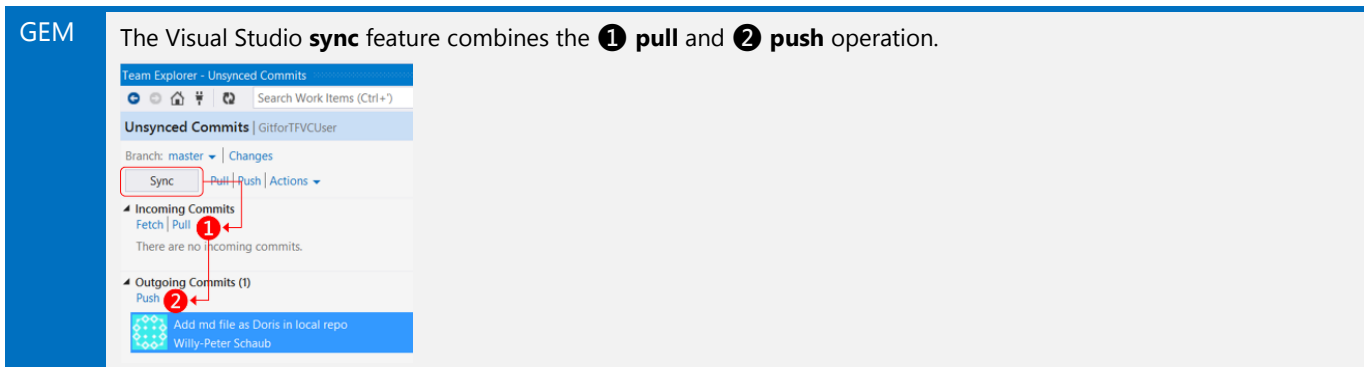 GEM
The Visual Studio sync feature combines the ❶ pull and ❷ push operation.
Team Explorer - Unsynced Commits
Search Work Items (Ctrl+')
Unsynced Commits | GitforTFVCUser
Branch: master | Changes
Sync Pull | Push | Actions
Incoming Commits
Fetch | Pull 1
There are no incoming commits.
Outgoing Commits (1)
Push 2
Add md file as Doris in local repo
Willy-Peter Schaub